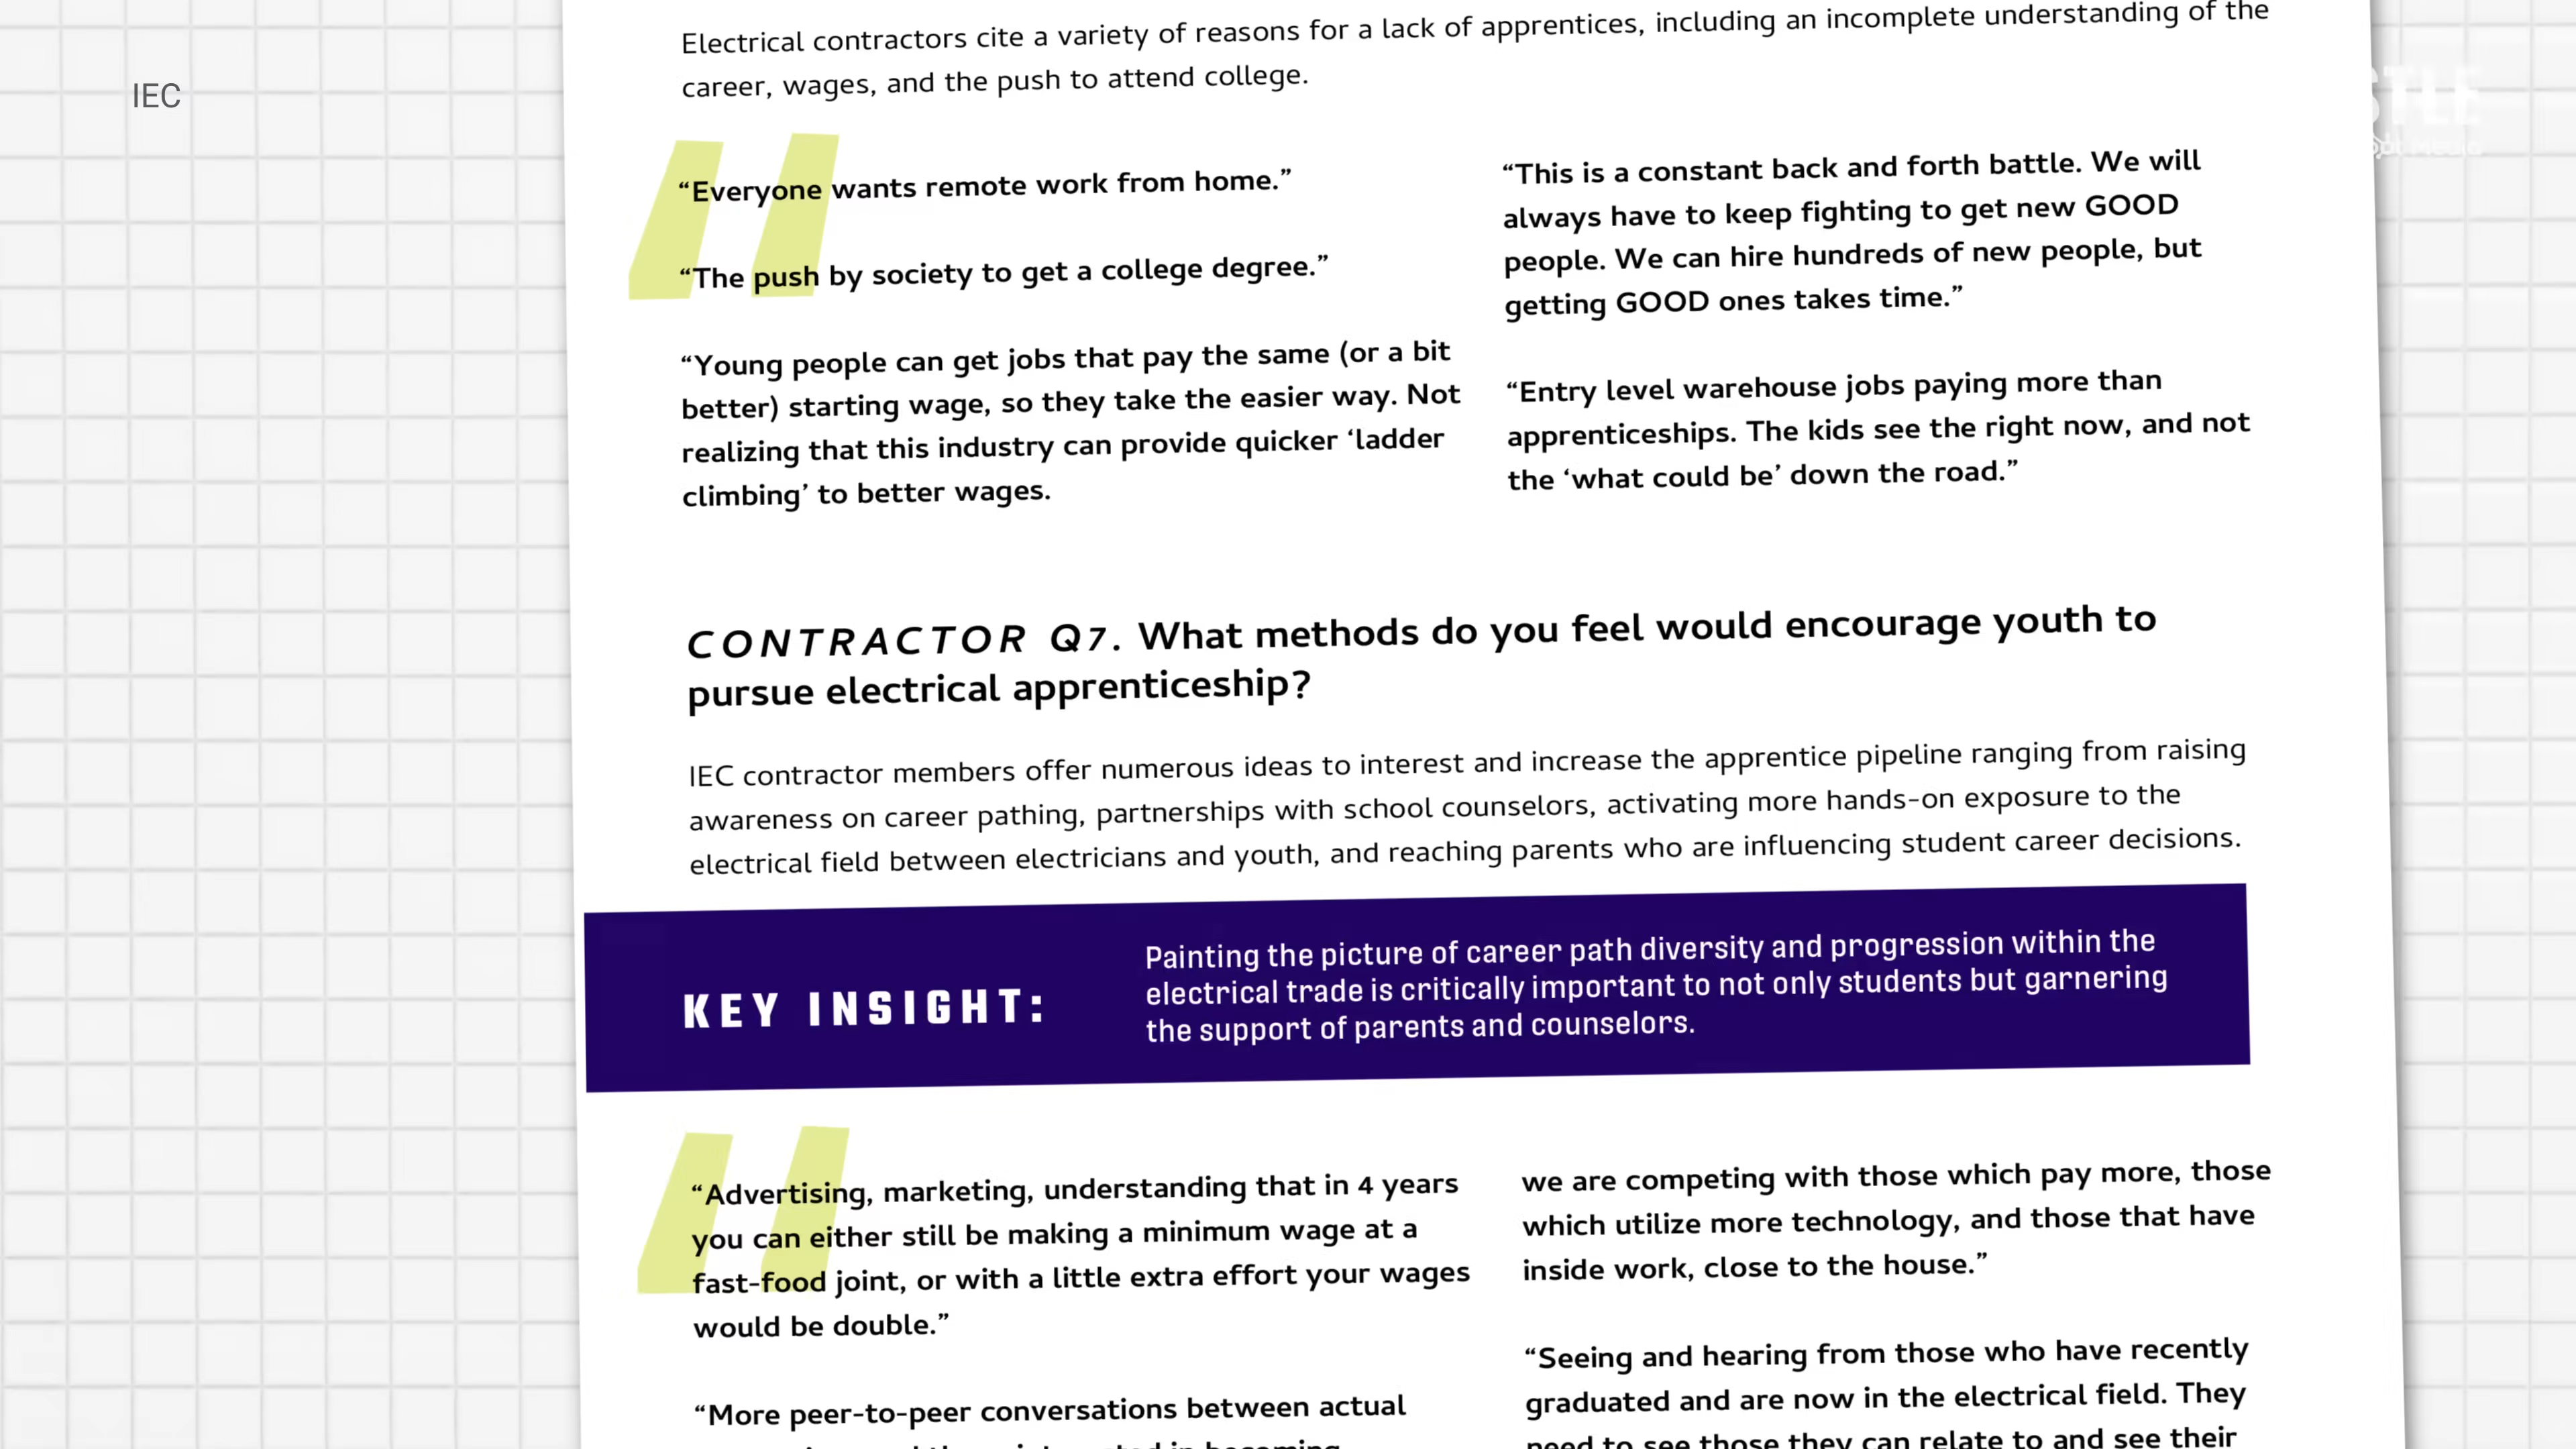 IEC
Electrical contractors cite a variety of reasons for a lack of apprentices, including an incomplete understanding of the
career, wages, and the push to attend college.
“Everyone wants remote work from home.”
“The push by society to get a college degree.”
“Young people can get jobs that pay the same (or a bit
better) starting wage, so they take the easier way. Not
realizing that this industry can provide quicker ‘ladder
climbing’ to better wages.
“This is a constant back and forth battle. We will
always have to keep fighting to get new GOOD
people. We can hire hundreds of new people, but
getting GOOD ones takes time.”
“Entry level warehouse jobs paying more than
apprenticeships. The kids see the right now, and not
the ‘what could be’ down the road.”
CONTRACTOR Q7. What methods do you feel would encourage youth to
pursue electrical apprenticeship?
IEC contractor members offer numerous ideas to interest and increase the apprentice pipeline ranging from raising
awareness on career pathing, partnerships with school counselors, activating more hands-on exposure to the
electrical field between electricians and youth, and reaching parents who are influencing student career decisions.
KEY INSIGHT:
Painting the picture of career path diversity and progression within the
electrical trade is critically important to not only students but garnering
the support of parents and counselors.
“Advertising, marketing, understanding that in 4 years
you can either still be making a minimum wage at a
fast-food joint, or with a little extra effort your wages
would be double.”
“More peer-to-peer conversations between actual
we are competing with those which pay more, those
which utilize more technology, and those that have
inside work, close to the house.”
“Seeing and hearing from those who have recently
graduated and are now in the electrical field. They
need to see those they can relate to and see their